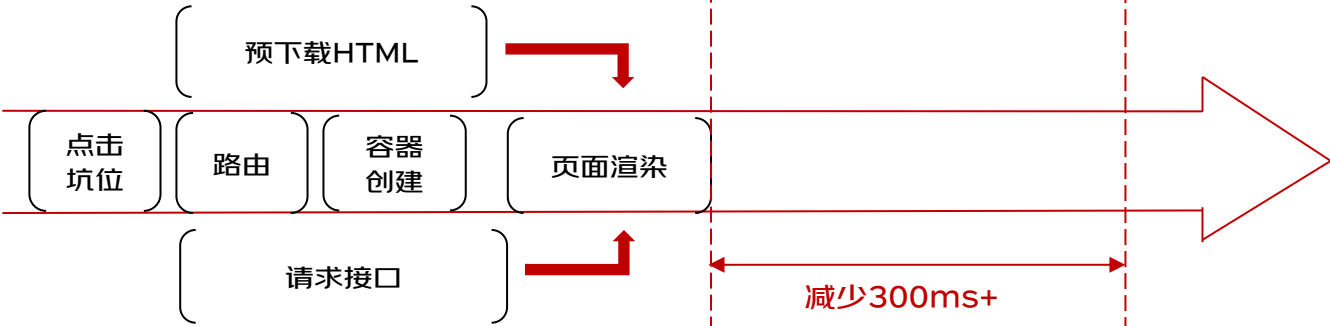 预下载HTML
点击
坑位
路由
容器
创建
页面渲染
请求接口
减少300ms+